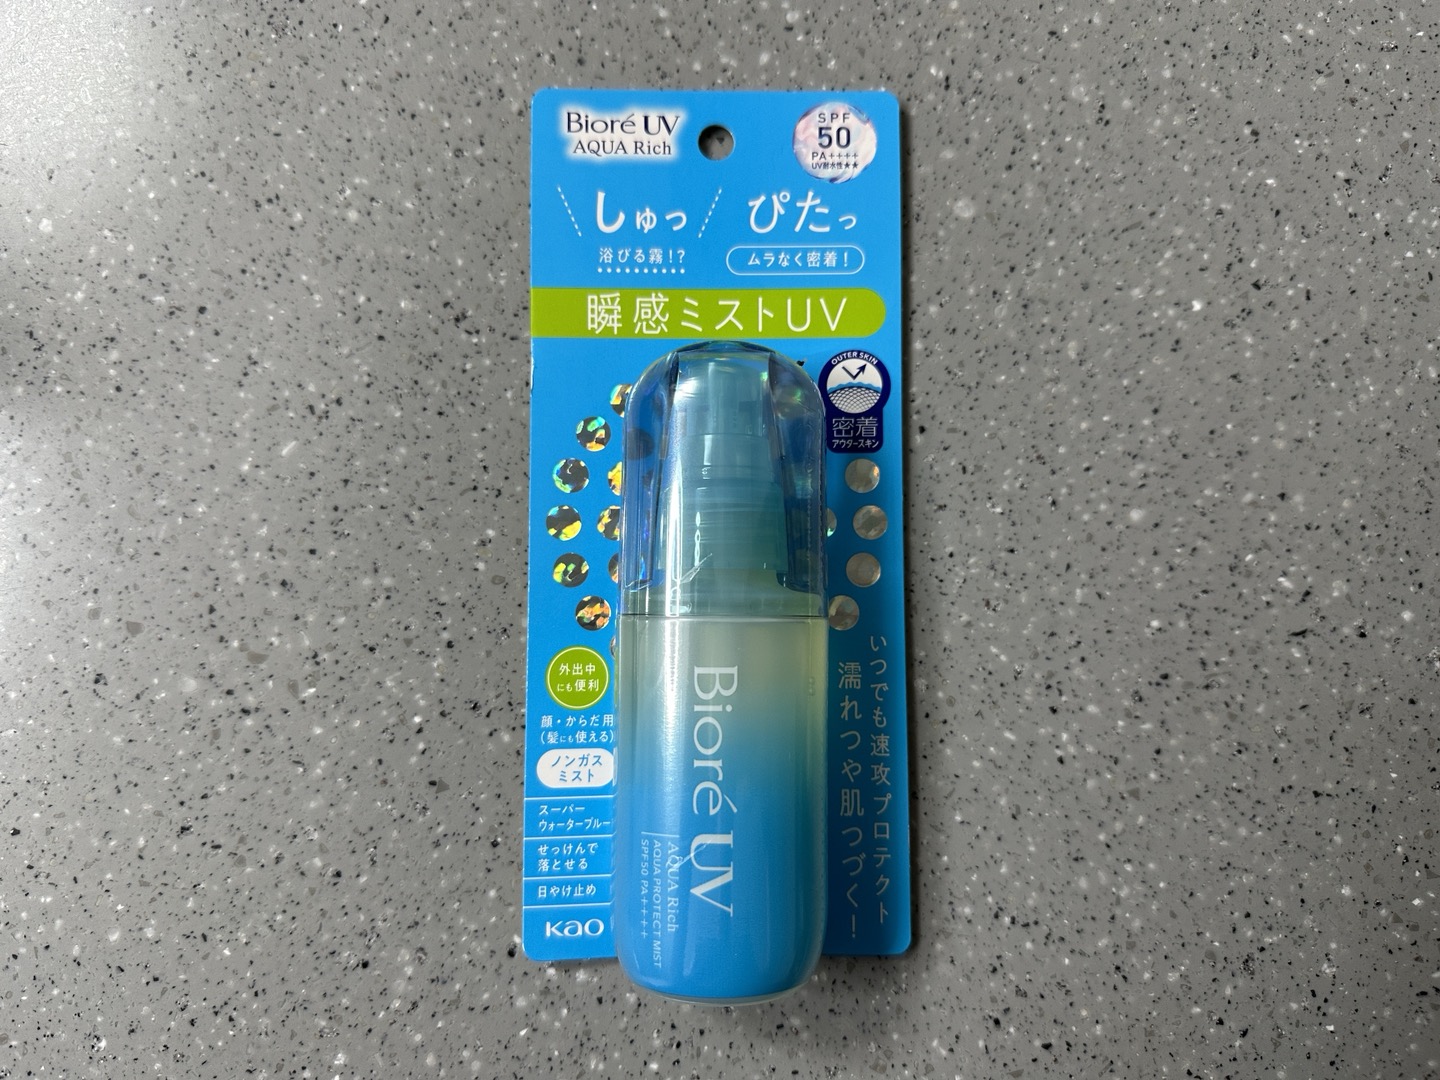 Bioré UV
AQUA Rich
SPF
50
PA++++
UV耐水性★★
しゅっ
浴びる霧!?
ぴたっ
ムラなく密着!
瞬感ミストUV
OUTER SKIN
密着
アウタースキン
いつでも速攻プロテクト
濡れつや肌つづく!
外出中
にも便利
顔・からだ用
(髪にも使える)
ノンガス
ミスト
スーパー
ウォータープルー
せっけんで
落とせる
日やけ止め
Kao
Bioré UV
AQUA Rich
AQUA PROTECT MIST
SPF50 PA++++